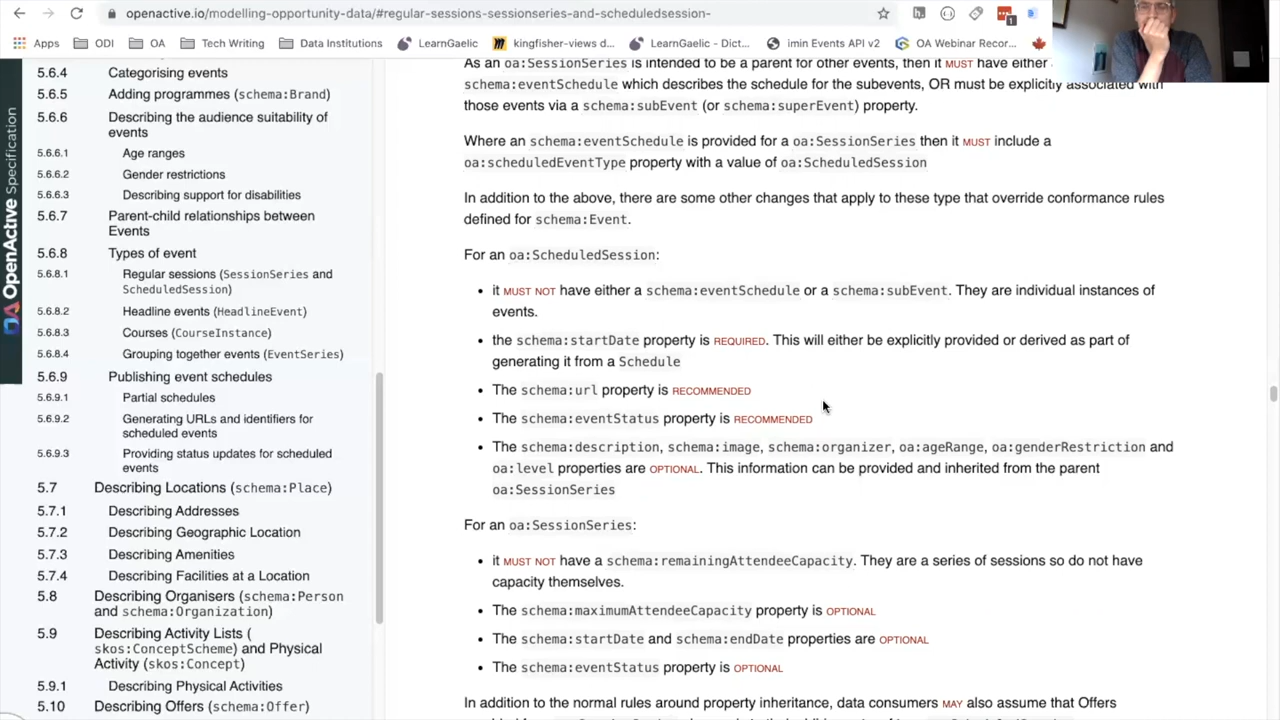 openactive.io/modelling-opportunity-data/#regular-sessions-sessionseries-and-scheduledsession-
1
Apps
ODI
OA
Tech Writing
Data Institutions
LearnGaelic
kingfisher-views d...
LearnGaelic - Dict...
imin Events API v2
OA Webinar Recor...
OpenActive Specification
5.6.4 Categorising events
5.6.5 Adding programmes (schema:Brand)
5.6.6 Describing the audience suitability of
events
5.6.6.1 Age ranges
5.6.6.2 Gender restrictions
5.6.6.3 Describing support for disabilities
5.6.7 Parent-child relationships between
Events
5.6.8 Types of event
5.6.8.1 Regular sessions (SessionSeries and
ScheduledSession)
5.6.8.2 Headline events (HeadlineEvent)
5.6.8.3 Courses (CourseInstance)
5.6.8.4 Grouping together events (EventSeries)
5.6.9 Publishing event schedules
5.6.9.1 Partial schedules
5.6.9.2 Generating URLs and identifiers for
scheduled events
5.6.9.3 Providing status updates for scheduled
events
5.7 Describing Locations (schema:Place)
5.7.1 Describing Addresses
5.7.2 Describing Geographic Location
5.7.3 Describing Amenities
5.7.4 Describing Facilities at a Location
5.8 Describing Organisers (schema:Person
and schema:Organization)
5.9 Describing Activity Lists (
skos:ConceptScheme) and Physical
Activity (skos:Concept)
5.9.1 Describing Physical Activities
5.10 Describing Offers (schema:Offer)
As an oa:SessionSeries is intended to be a parent for other events, then it MUST have either
schema:eventSchedule which describes the schedule for the subevents, OR must be explicitly associated with
those events via a schema:subEvent (or schema:superEvent) property.
Where an schema:eventSchedule is provided for a oa:SessionSeries then it MUST include a
oa:scheduledEventType property with a value of oa:ScheduledSession
In addition to the above, there are some other changes that apply to these type that override conformance rules
defined for schema:Event.
For an oa:ScheduledSession:
• it MUST NOT have either a schema:eventSchedule or a schema:subEvent. They are individual instances of
events.
• the schema:startDate property is REQUIRED. This will either be explicitly provided or derived as part of
generating it from a Schedule
• The schema:url property is RECOMMENDED
• The schema:eventStatus property is RECOMMENDED
• The schema:description, schema:image, schema:organizer, oa:ageRange, oa:genderRestriction and
oa:level properties are OPTIONAL. This information can be provided and inherited from the parent
oa:SessionSeries
For an oa:SessionSeries:
• it MUST NOT have a schema:remainingAttendeeCapacity. They are a series of sessions so do not have
capacity themselves.
• The schema:maximumAttendeeCapacity property is OPTIONAL
• The schema:startDate and schema:endDate properties are OPTIONAL
• The schema:eventStatus property is OPTIONAL
In addition to the normal rules around property inheritance, data consumers MAY also assume that Offers